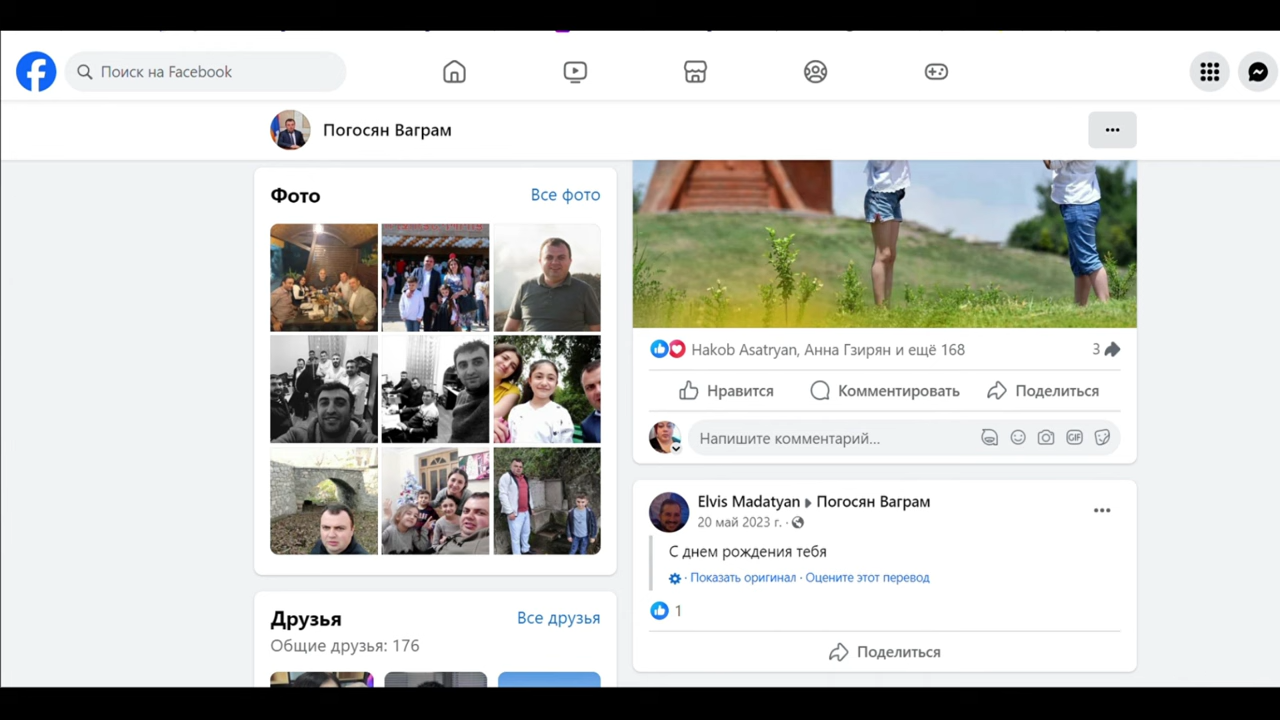 Поиск на Facebook
Погосян Ваграм
Фото
Все фото
Hakob Asatryan, Анна Гзирян и ещё 168
3
Нравится
Комментировать
Поделиться
Напишите комментарий...
GIF
Elvis Madatyan ▸ Погосян Ваграм
20 май 2023 г. ·
С днем рождения тебя
· Показать оригинал · Оцените этот перевод
1
Поделиться
Друзья
Все друзья
Общие друзья: 176